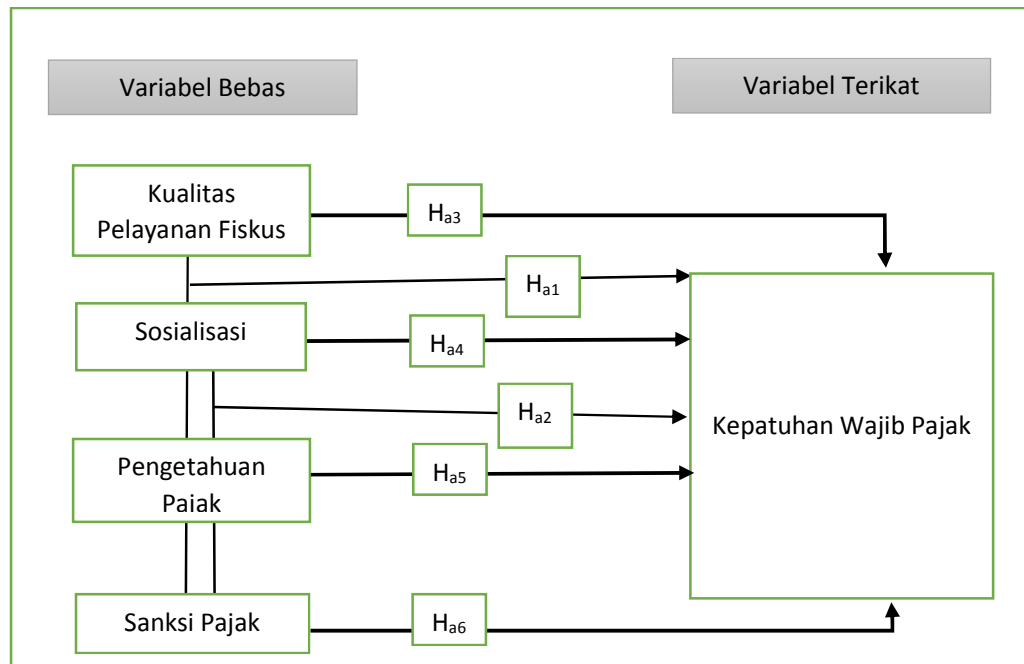 Variabel Bebas
Variabel Terikat
Kualitas
Pelayanan Fiskus
Ha3
Ha1
Sosialisasi
Ha4
Ha2
Kepatuhan Wajib Pajak
Pengetahuan
Paiak
Ha5
Sanksi Pajak
Ha6